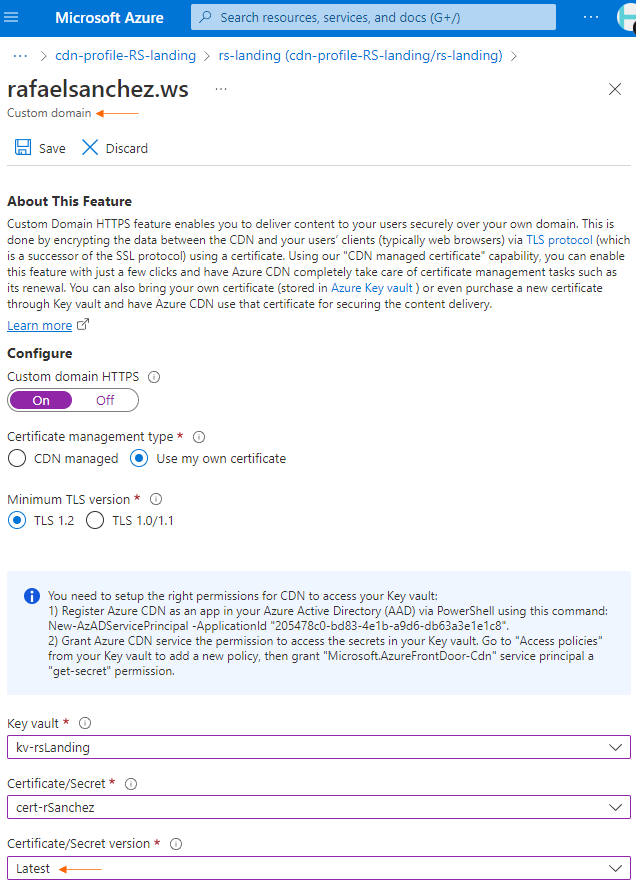 Microsoft Azure
Search resources, services, and docs (G+/)
...
... > cdn-profile-RS-landing > rs-landing (cdn-profile-RS-landing/rs-landing) >
rafaelsanchez.ws ...
Custom domain
Save Discard
About This Feature
Custom Domain HTTPS feature enables you to deliver content to your users securely over your own domain. This is
done by encrypting the data between the CDN and your users' clients (typically web browsers) via TLS protocol (which
is a successor of the SSL protocol) using a certificate. Using our "CDN managed certificate" capability, you can enable
this feature with just a few clicks and have Azure CDN completely take care of certificate management tasks such as
its renewal. You can also bring your own certificate (stored in Azure Key vault ) or even purchase a new certificate
through Key vault and have Azure CDN use that certificate for securing the content delivery.
Learn more
Configure
Custom domain HTTPS
On Off
Certificate management type *
CDN managed Use my own certificate
Minimum TLS version *
TLS 1.2 TLS 1.0/1.1
You need to setup the right permissions for CDN to access your Key vault:
1) Register Azure CDN as an app in your Azure Active Directory (AAD) via PowerShell using this command:
New-AzADServicePrincipal -ApplicationId "205478c0-bd83-4e1b-a9d6-db63a3e1e1c8".
2) Grant Azure CDN service the permission to access the secrets in your Key vault. Go to "Access policies"
from your Key vault to add a new policy, then grant "Microsoft.AzureFrontDoor-Cdn" service principal a
"get-secret" permission.
Key vault *
kv-rsLanding
Certificate/Secret *
cert-rSanchez
Certificate/Secret version *
Latest